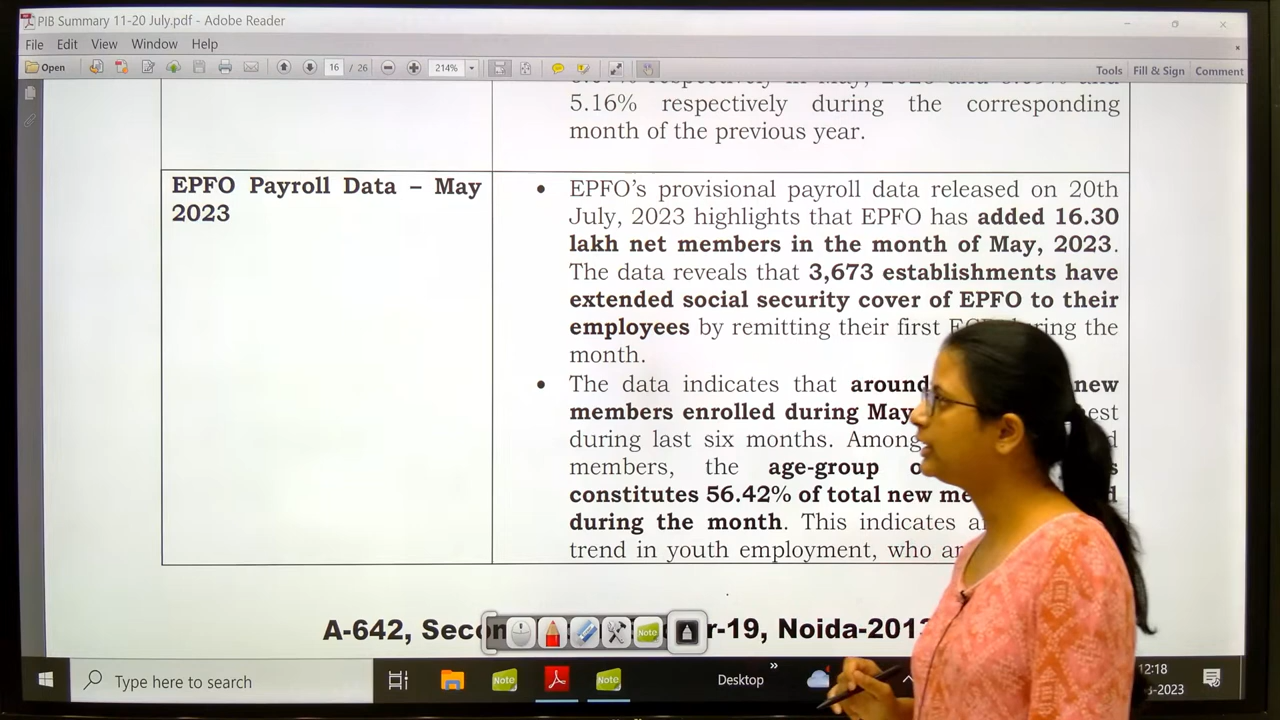 PIB Summary 11-20 July.pdf - Adobe Reader
File Edit View Window Help
Open 16 / 26 214% Tools Fill & Sign Comment
5.16% respectively during the corresponding
month of the previous year.
EPFO Payroll Data – May
2023
• EPFO's provisional payroll data released on 20th
July, 2023 highlights that EPFO has added 16.30
lakh net members in the month of May, 2023.
The data reveals that 3,673 establishments have
extended social security cover of EPFO to their
employees by remitting their first the
month.
• The data indicates that around new
members enrolled during May
during last six months. Among
members, the age-group
constitutes 56.42% of total new
during the month. This indicates
trend in youth employment, who
A-642, Noida-201
Note
Type here to search
Note Note Desktop »
12:18
-2023